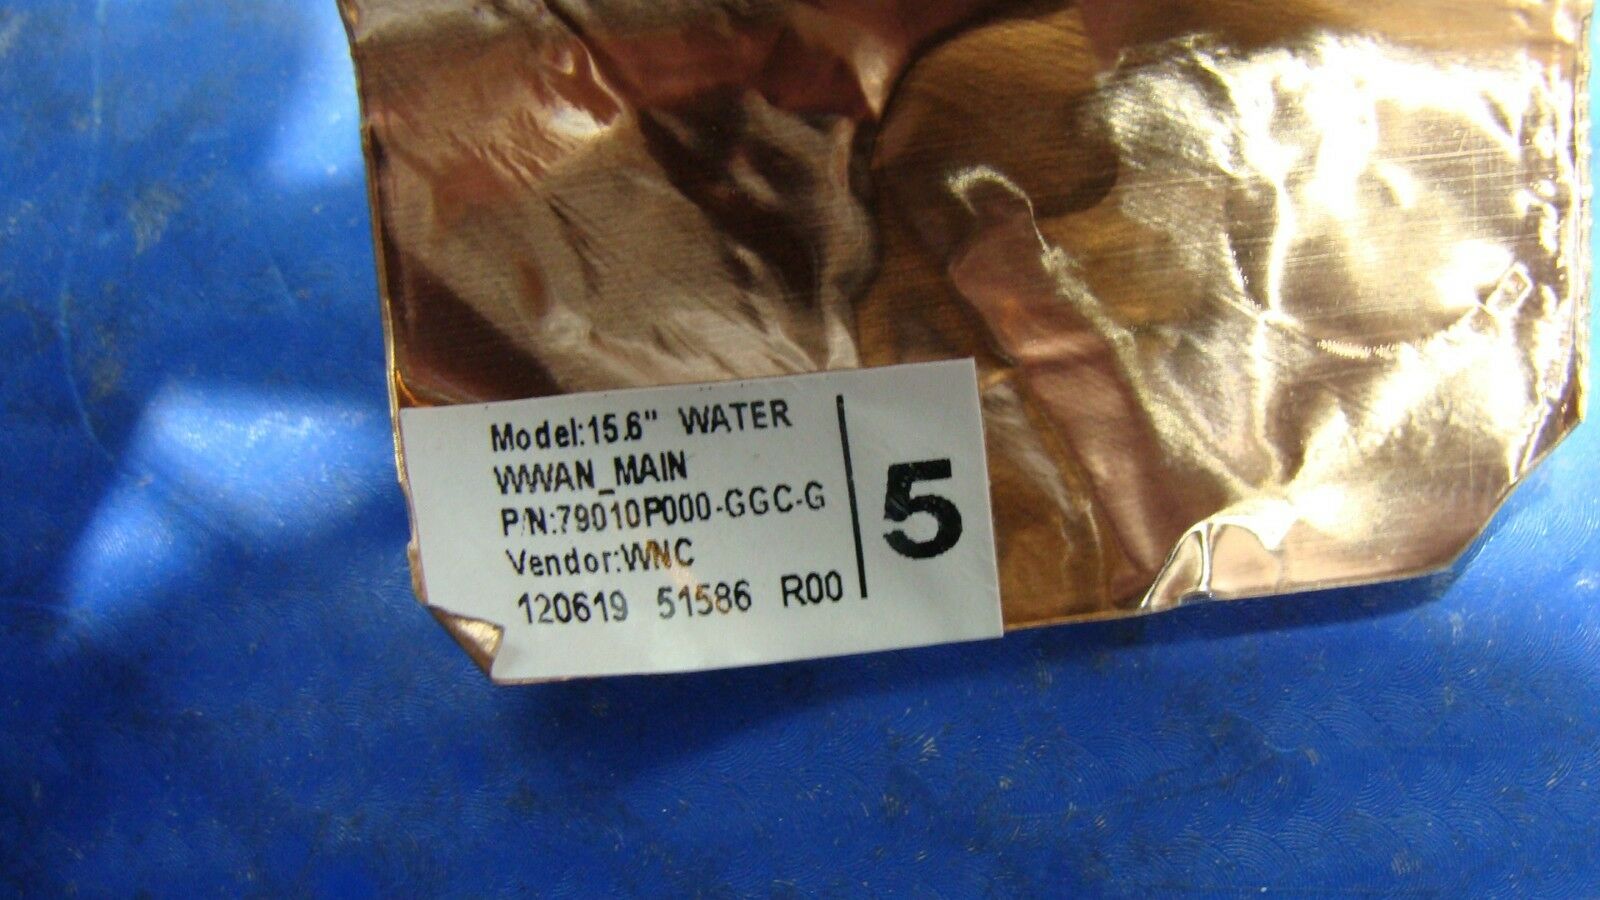 Model:15.6" WATER
WWAN_MAIN
P/N:79010P000-GGC-G
Vendor:WNC
120619 51586 R00
5